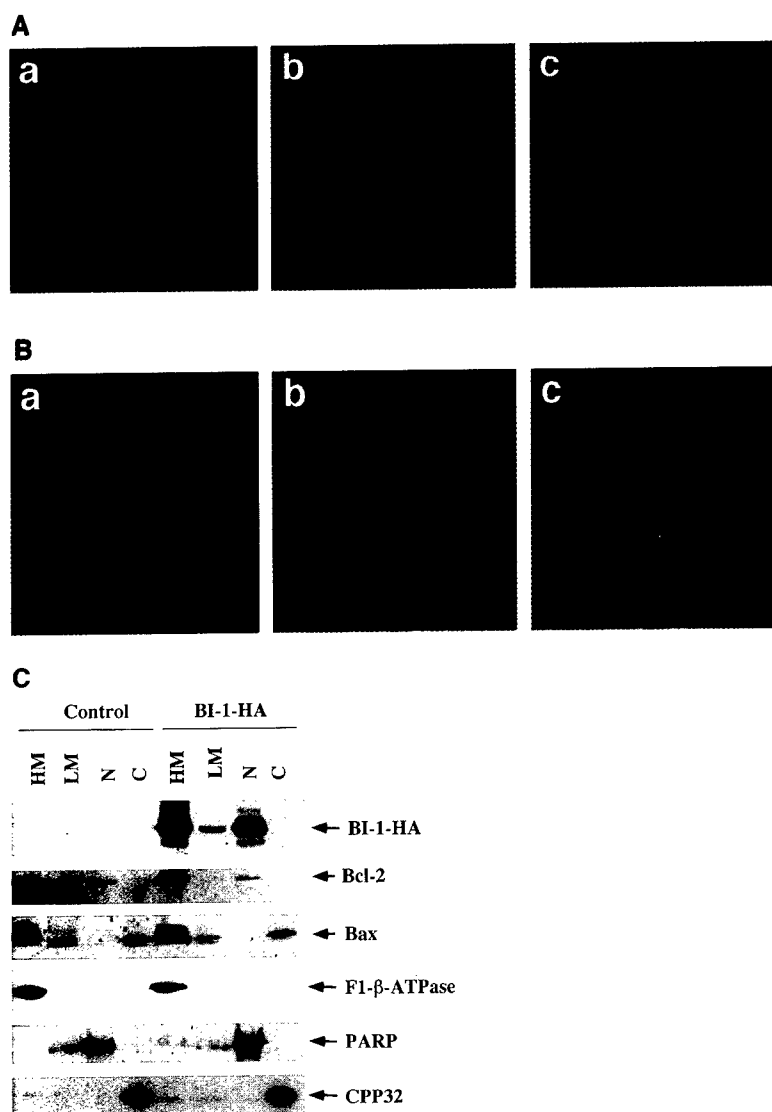 A
a b c
B
a b c
C
Control BI-1-HA
HM LM N C HM LM N C
BI-1-HA
Bcl-2
Bax
F1-β-ATPase
PARP
CPP32